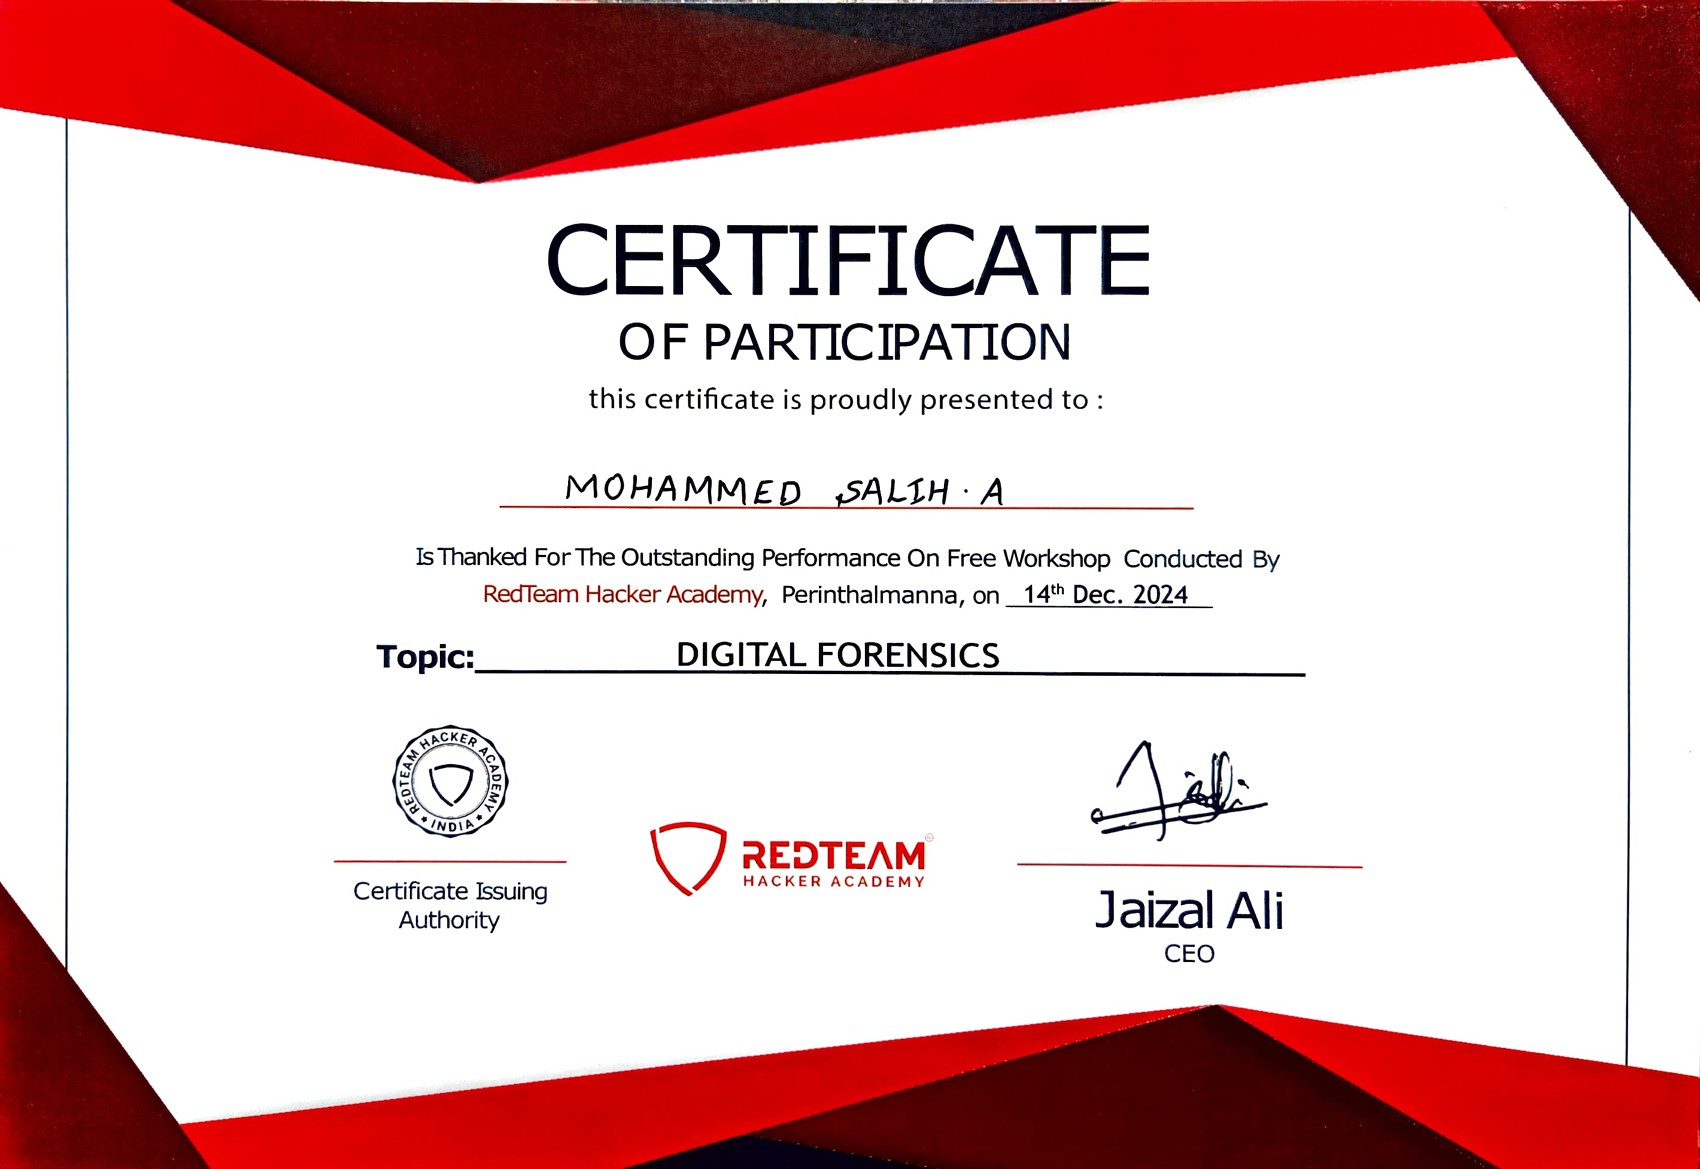 CERTIFICATE
OF PARTICIPATION
this certificate is proudly presented to :
MOHAMMED SALIH. A
Is Thanked For The Outstanding Performance On Free Workshop Conducted By
RedTeam Hacker Academy, Perinthalmanna, on 14th Dec. 2024
Topic: DIGITAL FORENSICS
REDTEAM HACKER ACADEMY
★ INDIA ★
Certificate Issuing
Authority
REDTEAM®
HACKER ACADEMY
Jaizal Ali
CEO